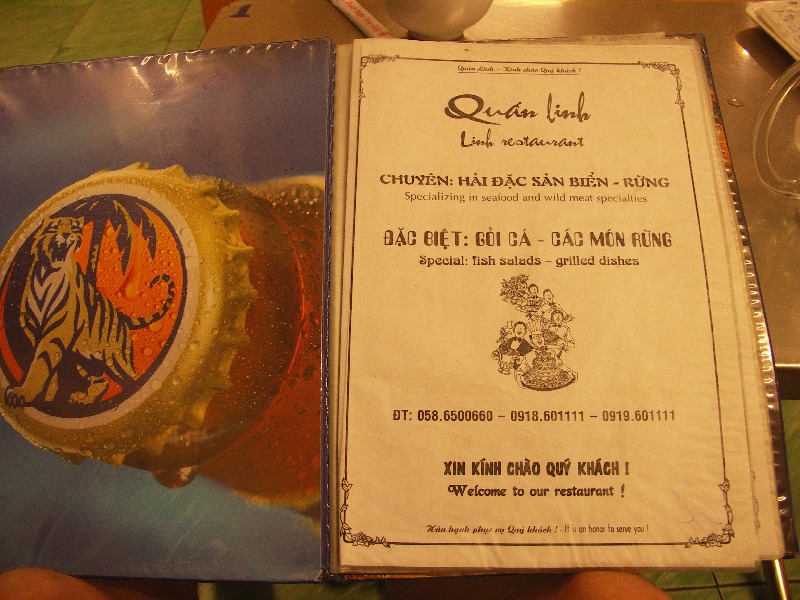 Quán Linh - Kính chào Quý khách !
Quán linh
Linh restaurant
CHUYÊN: HẢI ĐẶC SẢN BIỂN - RỪNG
Specializing in seafood and wild meat specialties
ĐẶC BIỆT: GỎI CÁ - CÁC MÓN RỪNG
Special: fish salads - grilled dishes
ĐT: 058.6500660 - 0918.601111 - 0919.601111
XIN KÍNH CHÀO QUÝ KHÁCH !
Welcome to our restaurant !
Hân hạnh phục vụ Quý khách ! - It is an honor to serve you !